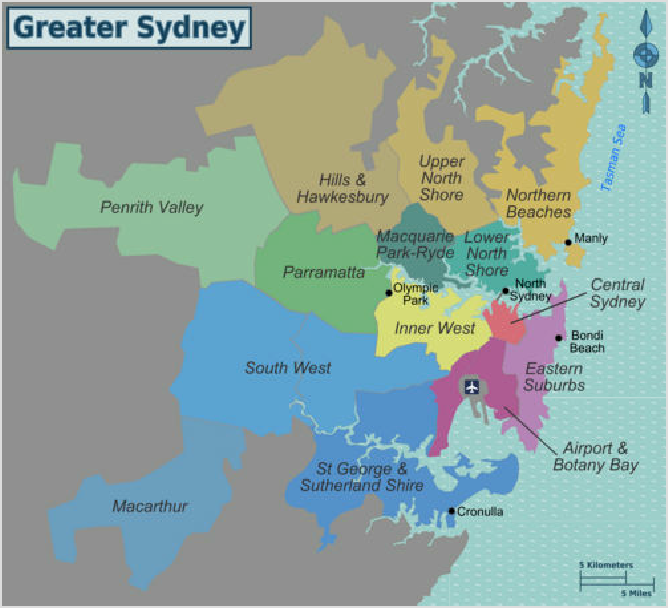 Greater Sydney
N
Tasman Sea
Penrith Valley
Hills &
Hawkesbury
Upper
North
Shore
Northern
Beaches
Manly
Macquarie
Park-Ryde
Lower
North
Shore
Parramatta
Olympic
Park
North
Sydney
Central
Sydney
Inner West
Bondi
Beach
South West
Eastern
Suburbs
Airport &
Botany Bay
St George &
Sutherland Shire
Macarthur
Cronulla
5 Kilometers
5 Miles